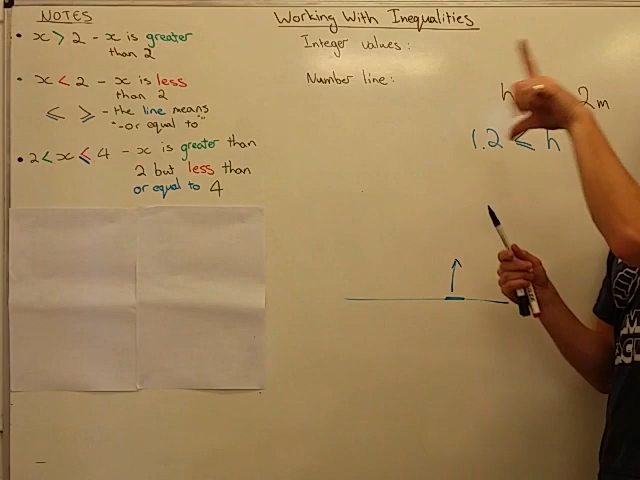 NOTES
• x > 2 - x is greater
than 2
• x < 2 - x is less
than 2
⩽ ⩾ - the line means
"-or equal to"
• 2 < x ⩽ 4 - x is greater than
2 but less than
or equal to 4
Working With Inequalities
Integer values:
Number line:
h 2m
1.2 ⩽ h